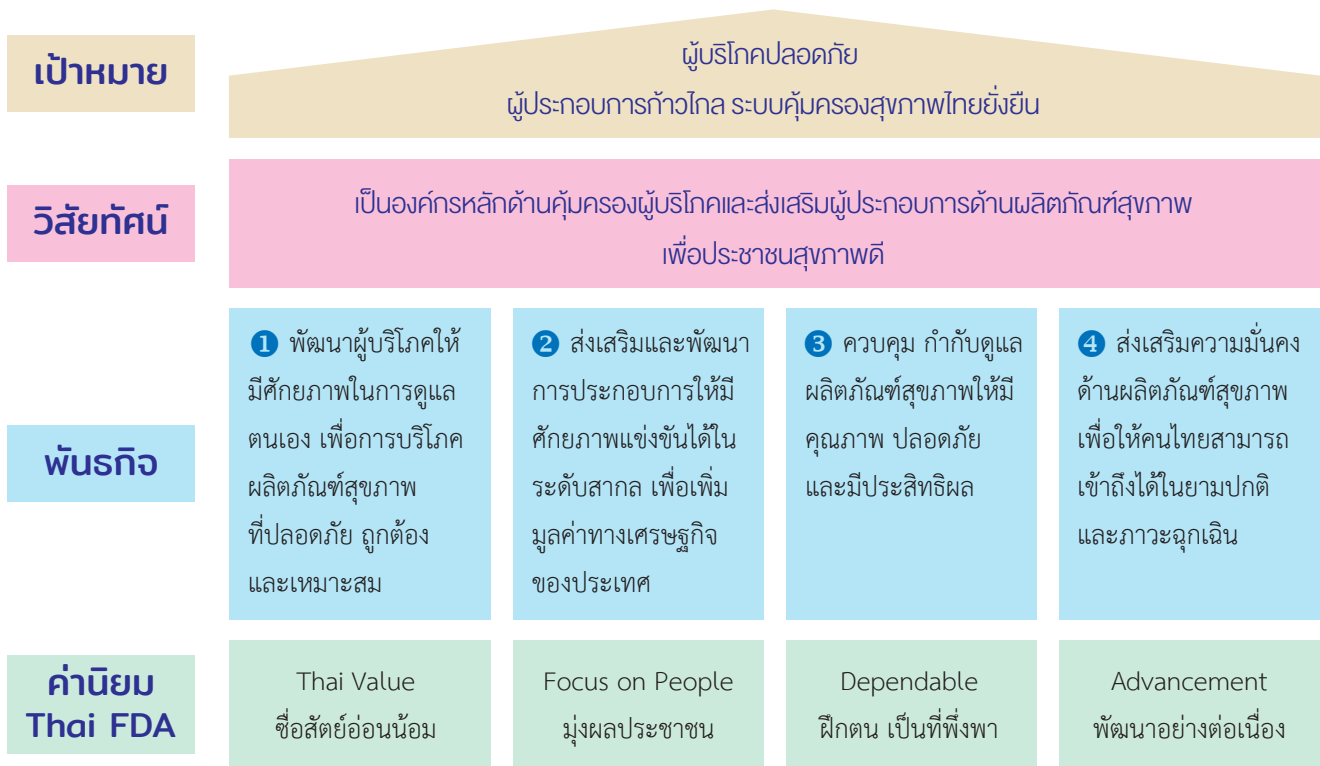 เป้าหมาย
ผู้บริโภคปลอดภัย
ผู้ประกอบการก้าวไกล ระบบคุ้มครองสุขภาพไทยยั่งยืน
วิสัยทัศน์
เป็นองค์กรหลักด้านคุ้มครองผู้บริโภคและส่งเสริมผู้ประกอบการด้านผลิตภัณฑ์สุขภาพ
เพื่อประชาชนสุขภาพดี
พันธกิจ
❶ พัฒนาผู้บริโภคให้
มีศักยภาพในการดูแล
ตนเอง เพื่อการบริโภค
ผลิตภัณฑ์สุขภาพ
ที่ปลอดภัย ถูกต้อง
และเหมาะสม
❷ ส่งเสริมและพัฒนา
การประกอบการให้มี
ศักยภาพแข่งขันได้ใน
ระดับสากล เพื่อเพิ่ม
มูลค่าทางเศรษฐกิจ
ของประเทศ
❸ ควบคุม กำกับดูแล
ผลิตภัณฑ์สุขภาพให้มี
คุณภาพ ปลอดภัย
และมีประสิทธิผล
❹ ส่งเสริมความมั่นคง
ด้านผลิตภัณฑ์สุขภาพ
เพื่อให้คนไทยสามารถ
เข้าถึงได้ในยามปกติ
และภาวะฉุกเฉิน
ค่านิยม
Thai FDA
Thai Value
ซื่อสัตย์อ่อนน้อม
Focus on People
มุ่งผลประชาชน
Dependable
ฝึกตน เป็นที่พึ่งพา
Advancement
พัฒนาอย่างต่อเนื่อง